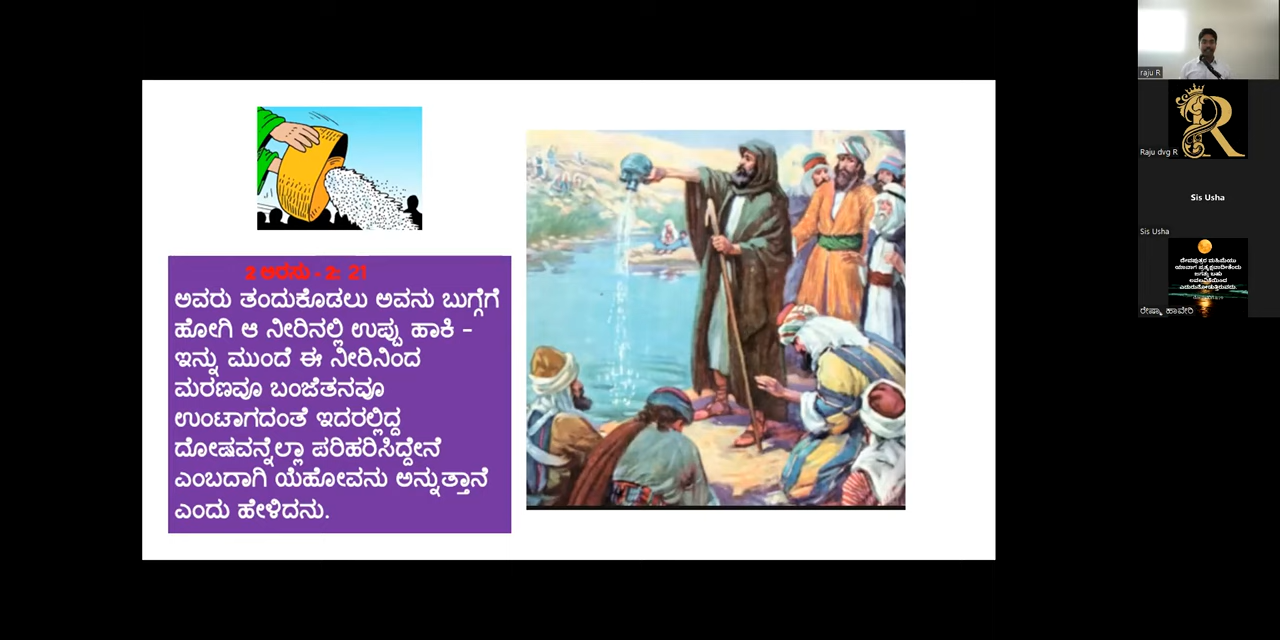 2 ಅರಸು - 2: 21
ಅವರು ತಂದುಕೊಡಲು ಅವನು ಬುಗ್ಗೆಗೆ
ಹೋಗಿ ಆ ನೀರಿನಲ್ಲಿ ಉಪ್ಪು ಹಾಕಿ -
ಇನ್ನು ಮುಂದೆ ಈ ನೀರಿನಿಂದ
ಮರಣವೂ ಬಂಜೆತನವೂ
ಉಂಟಾಗದಂತೆ ಇದರಲ್ಲಿದ್ದ
ದೋಷವನ್ನೆಲ್ಲಾ ಪರಿಹರಿಸಿದ್ದೇನೆ
ಎಂಬದಾಗಿ ಯೆಹೋವನು ಅನ್ನುತ್ತಾನೆ
ಎಂದು ಹೇಳಿದನು.
raju R
R
Raju dvg R
Sis Usha
Sis Usha
ರೇಷ್ಮಾ ಹಾವೇರಿ